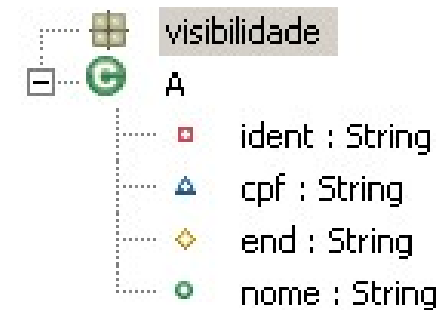 visibilidade
A
ident : String
cpf : String
end : String
nome : String